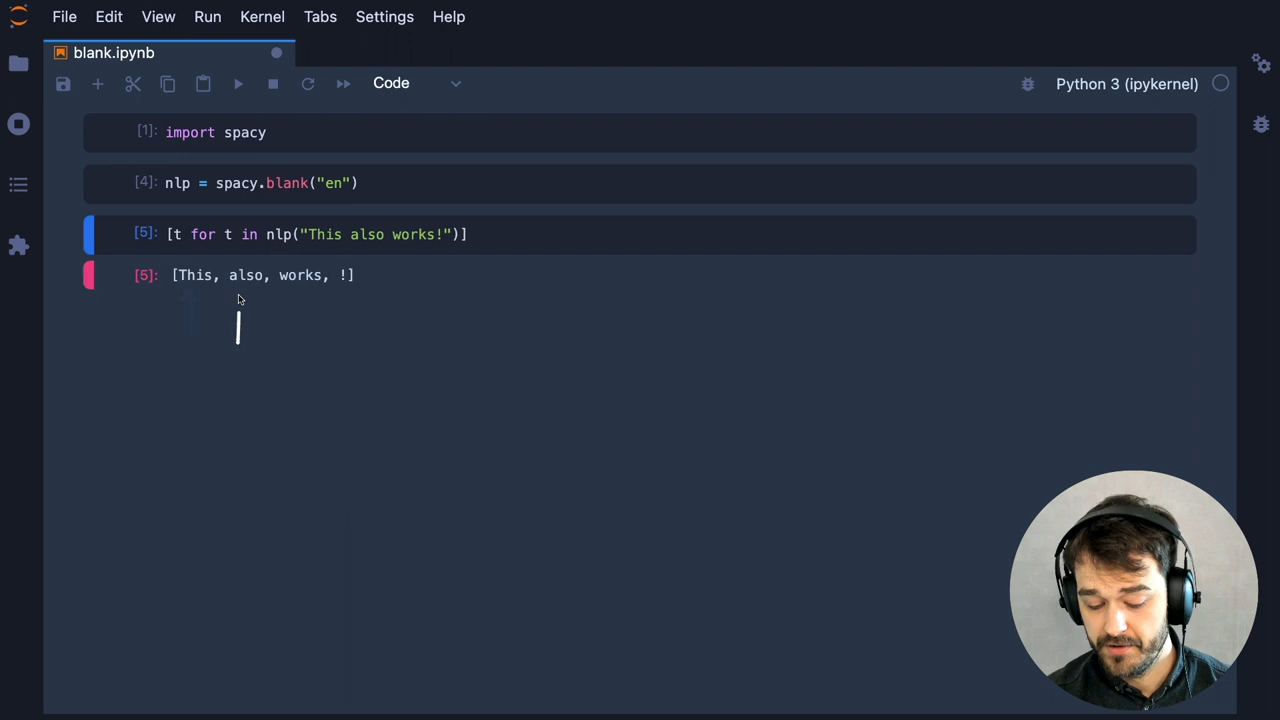 File Edit View Run Kernel Tabs Settings Help
blank.ipynb
Code
Python 3 (ipykernel)
[1]: import spacy
[4]: nlp = spacy.blank("en")
[5]: [t for t in nlp("This also works!")]
[5]: [This, also, works, !]